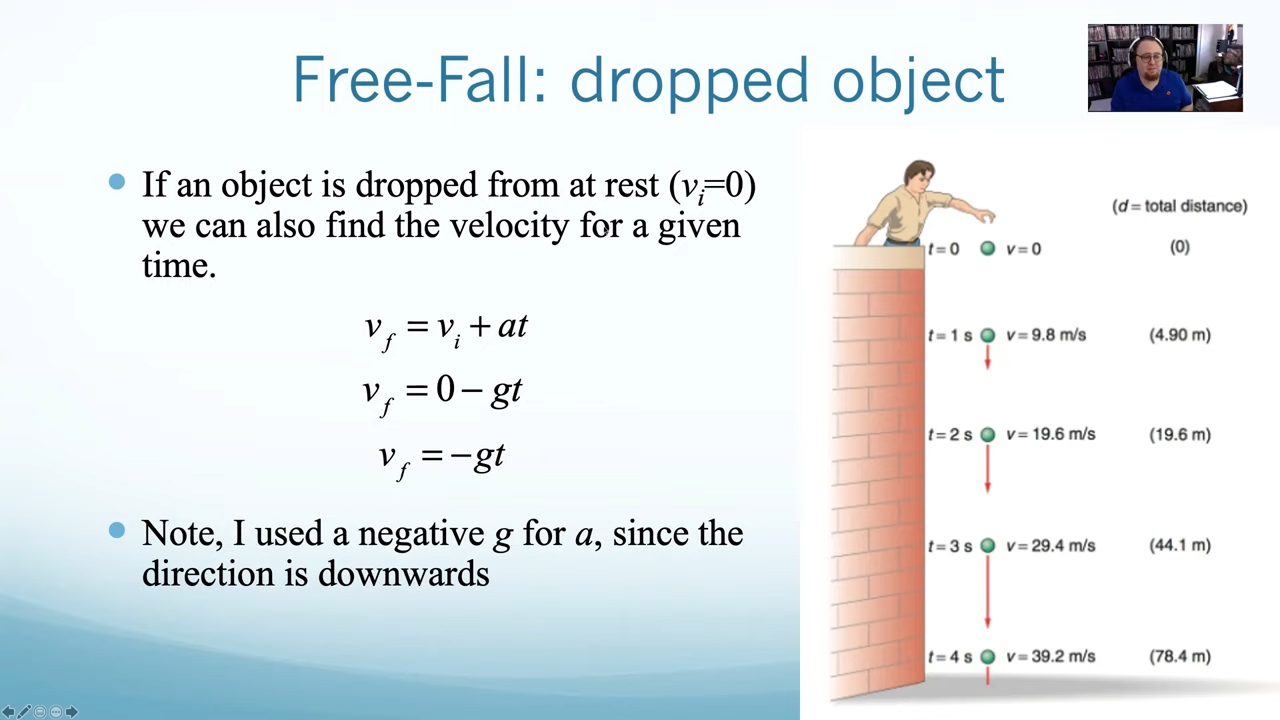 Free-Fall: dropped object
If an object is dropped from at rest (vᵢ=0)
we can also find the velocity for a given
time.
v_f = v_i + at
v_f = 0 − gt
v_f = −gt
Note, I used a negative g for a, since the
direction is downwards
(d = total distance)
t = 0 v = 0 (0)
t = 1 s v = 9.8 m/s (4.90 m)
t = 2 s v = 19.6 m/s (19.6 m)
t = 3 s v = 29.4 m/s (44.1 m)
t = 4 s v = 39.2 m/s (78.4 m)